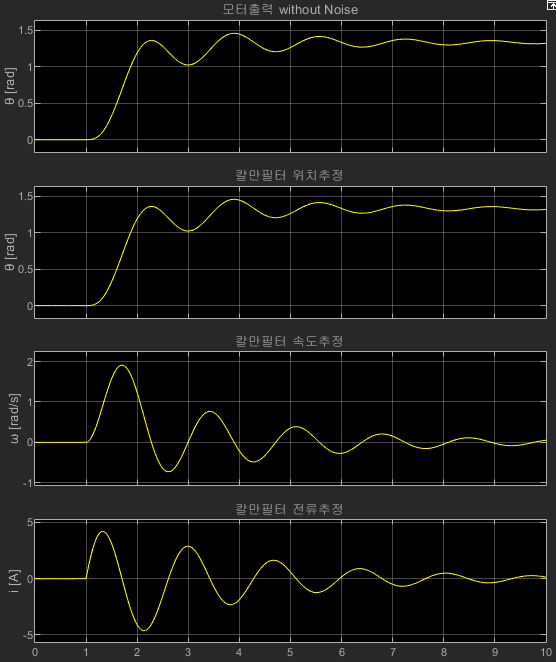 모터출력 without Noise
1.5
1
0.5
0
θ [rad]
칼만필터 위치추정
1.5
1
0.5
0
θ [rad]
칼만필터 속도추정
2
1
0
-1
ω [rad/s]
칼만필터 전류추정
5
0
-5
i [A]
0 1 2 3 4 5 6 7 8 9 10